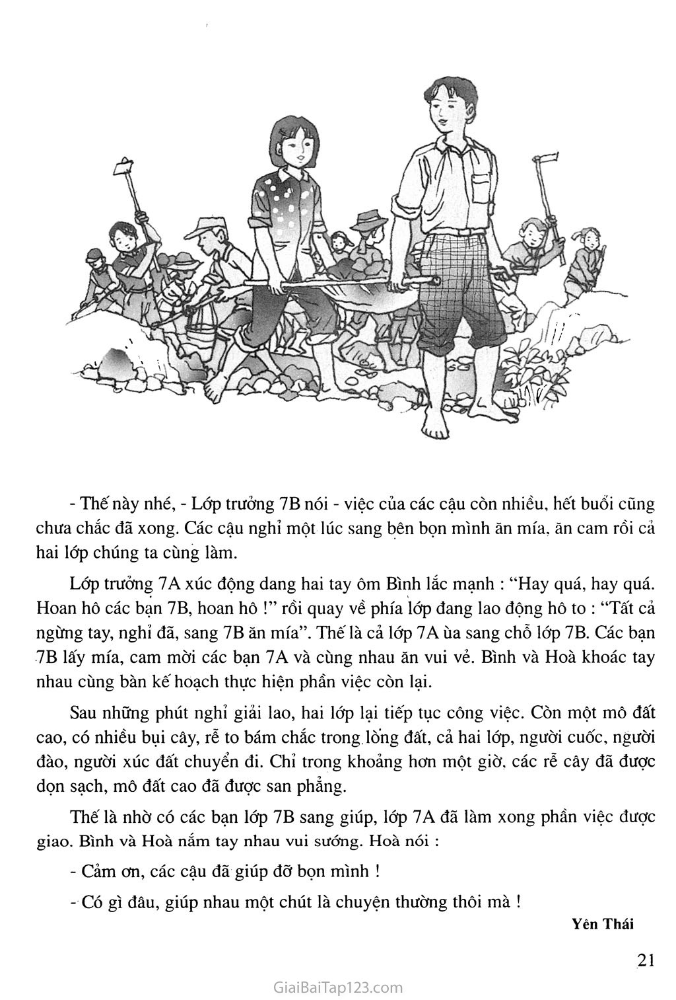 - Thế này nhé, - Lớp trưởng 7B nói - việc của các cậu còn nhiều, hết buổi cũng
chưa chắc đã xong. Các cậu nghỉ một lúc sang bên bọn mình ăn mía, ăn cam rồi cả
hai lớp chúng ta cùng làm.
Lớp trưởng 7A xúc động dang hai tay ôm Bình lắc mạnh : “Hay quá, hay quá.
Hoan hô các bạn 7B, hoan hô !” rồi quay về phía lớp đang lao động hô to : “Tất cả
ngừng tay, nghỉ đã, sang 7B ăn mía”. Thế là cả lớp 7A ùa sang chỗ lớp 7B. Các bạn
7B lấy mía, cam mời các bạn 7A và cùng nhau ăn vui vẻ. Bình và Hoà khoác tay
nhau cùng bàn kế hoạch thực hiện phần việc còn lại.
Sau những phút nghỉ giải lao, hai lớp lại tiếp tục công việc. Còn một mô đất
cao, có nhiều bụi cây, rễ to bám chắc trong lòng đất, cả hai lớp, người cuốc, người
đào, người xúc đất chuyển đi. Chỉ trong khoảng hơn một giờ, các rễ cây đã được
dọn sạch, mô đất cao đã được san phẳng.
Thế là nhờ có các bạn lớp 7B sang giúp, lớp 7A đã làm xong phần việc được
giao. Bình và Hoà nắm tay nhau vui sướng. Hoà nói :
- Cảm ơn, các cậu đã giúp đỡ bọn mình !
- Có gì đâu, giúp nhau một chút là chuyện thường thôi mà !
Yên Thái
21
GiaiBaiTap123.com